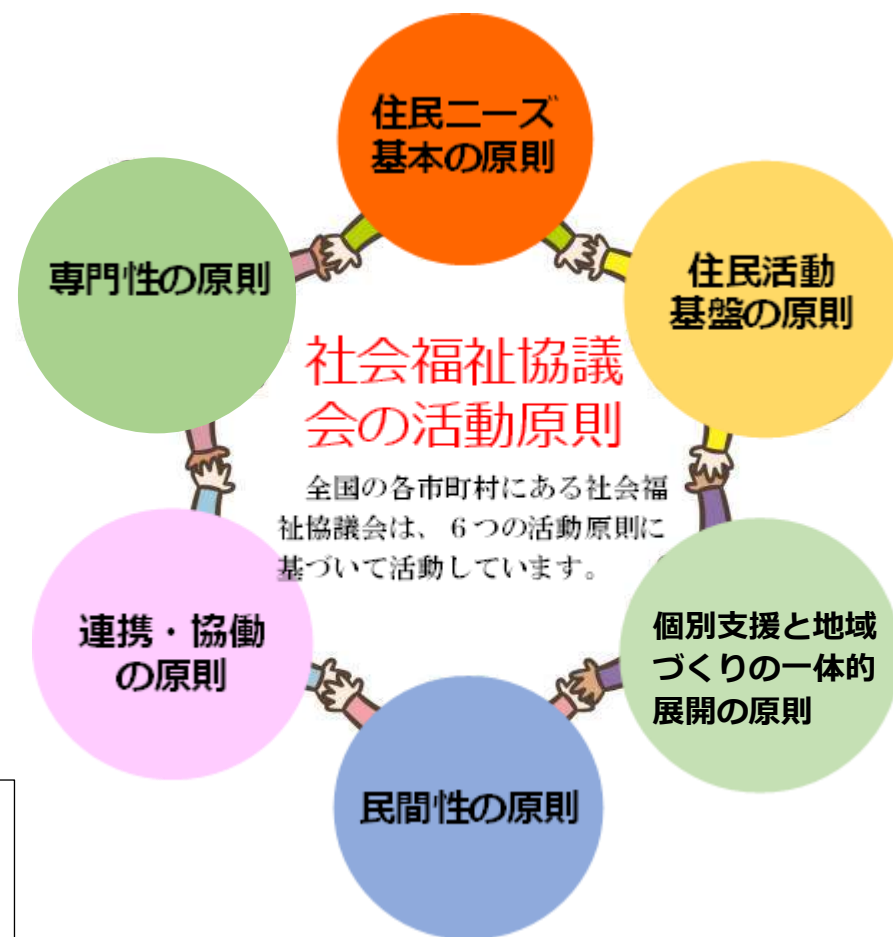 住民ニーズ
基本の原則
住民活動
基盤の原則
個別支援と地域
づくりの一体的
展開の原則
民間性の原則
連携・協働
の原則
専門性の原則
社会福祉協議
会の活動原則
全国の各市町村にある社会福
祉協議会は、６つの活動原則に
基づいて活動しています。